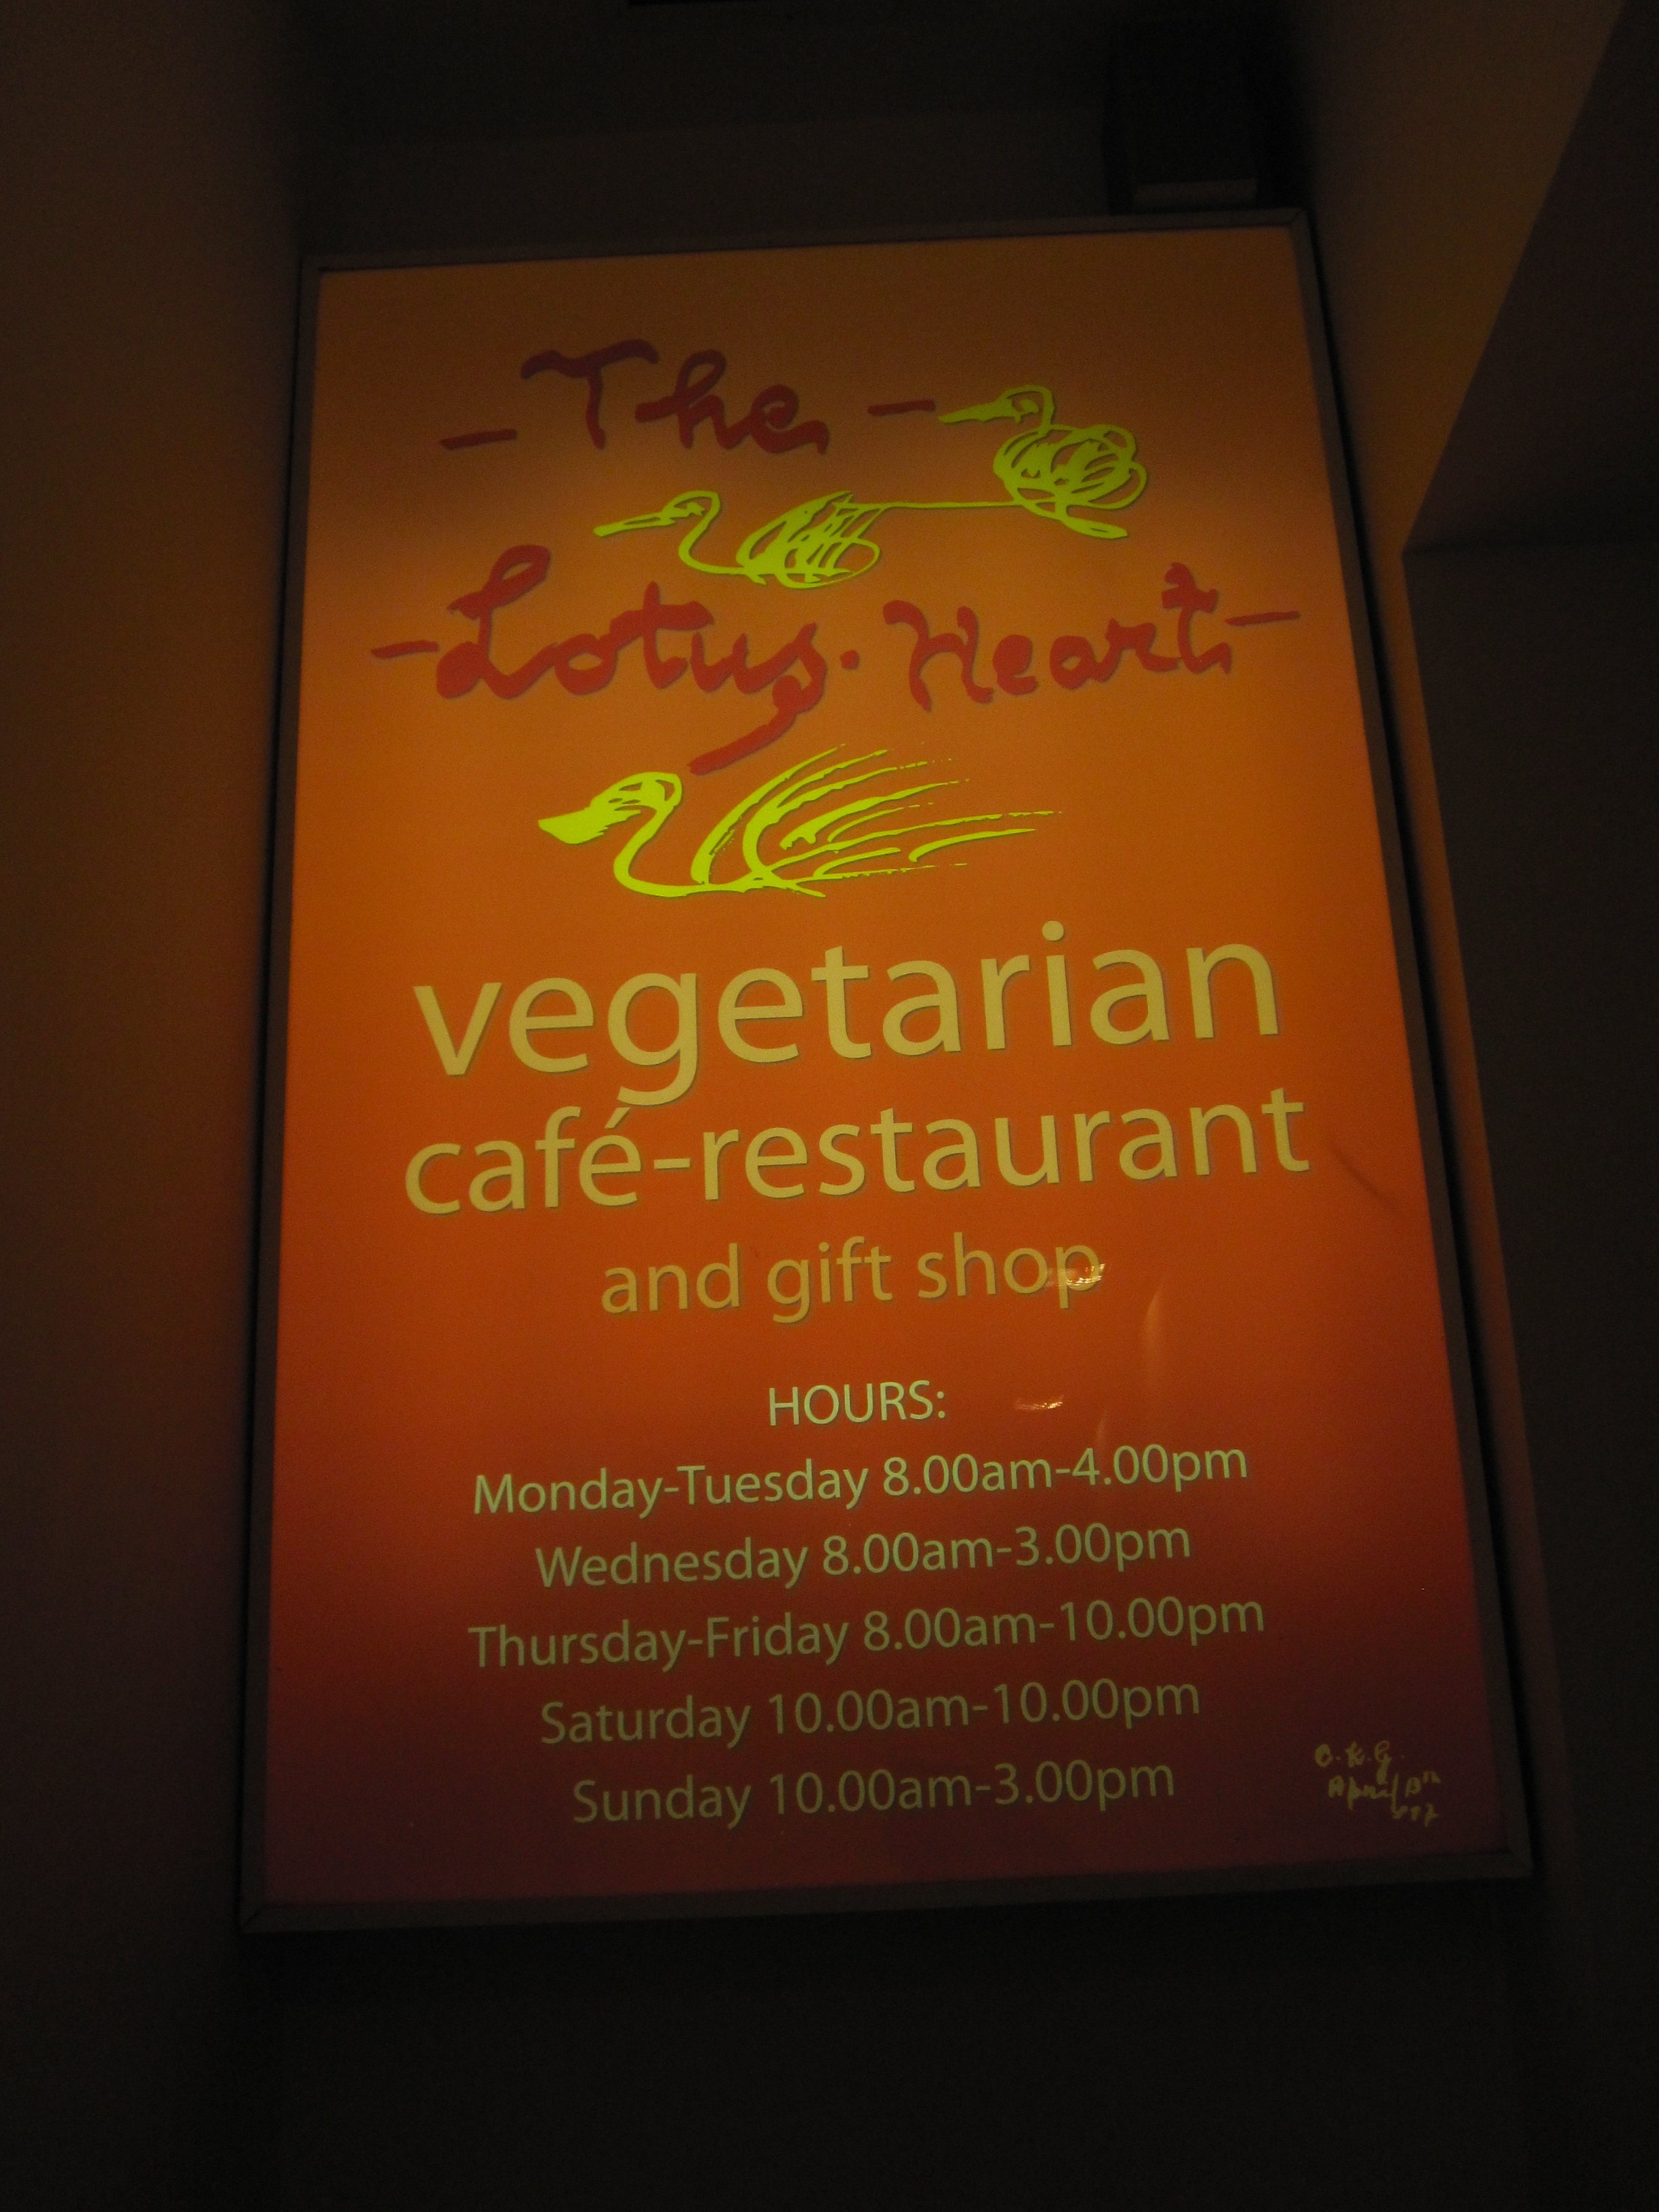 -The-
-Lotus·Heart-
vegetarian
café-restaurant
and gift shop
HOURS:
Monday-Tuesday 8.00am-4.00pm
Wednesday 8.00am-3.00pm
Thursday-Friday 8.00am-10.00pm
Saturday 10.00am-10.00pm
Sunday 10.00am-3.00pm
C.K.G.
April